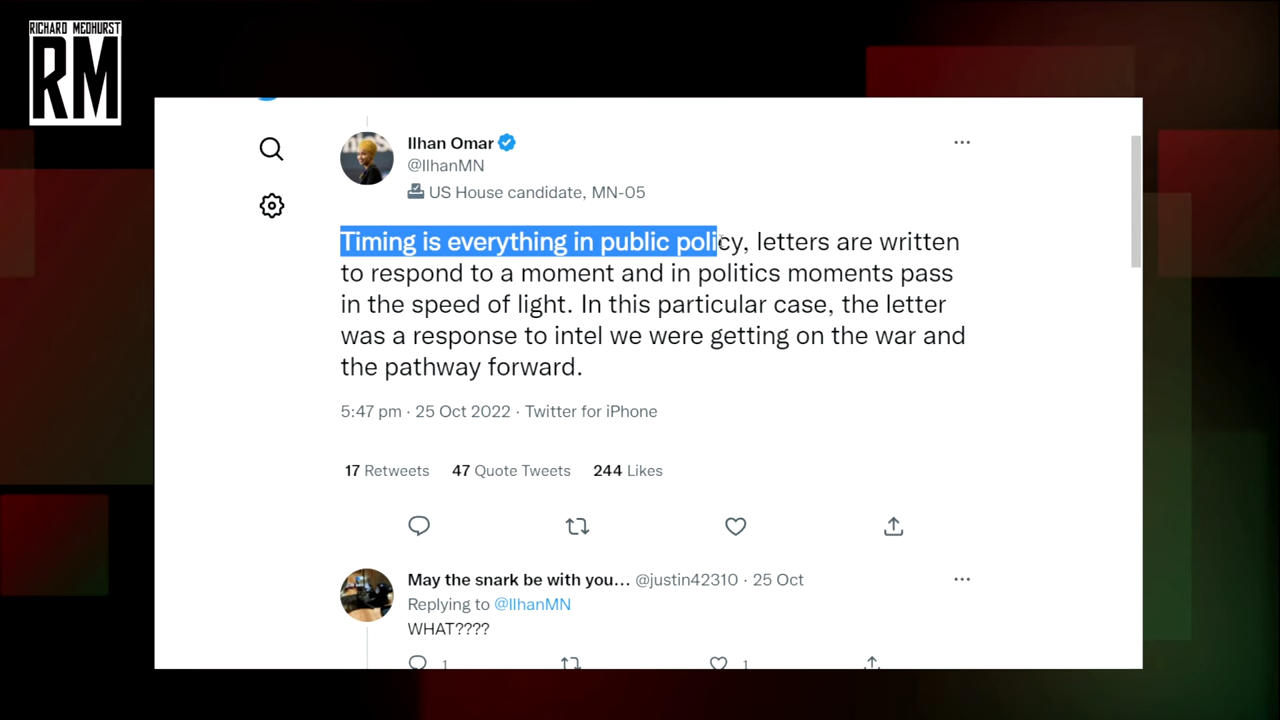 RICHARD MEDHURST
RM
Ilhan Omar
@IlhanMN
US House candidate, MN-05
Timing is everything in public policy, letters are written
to respond to a moment and in politics moments pass
in the speed of light. In this particular case, the letter
was a response to intel we were getting on the war and
the pathway forward.
5:47 pm · 25 Oct 2022 · Twitter for iPhone
17 Retweets 47 Quote Tweets 244 Likes
May the snark be with you... @justin42310 · 25 Oct
Replying to @IlhanMN
WHAT????
1 1